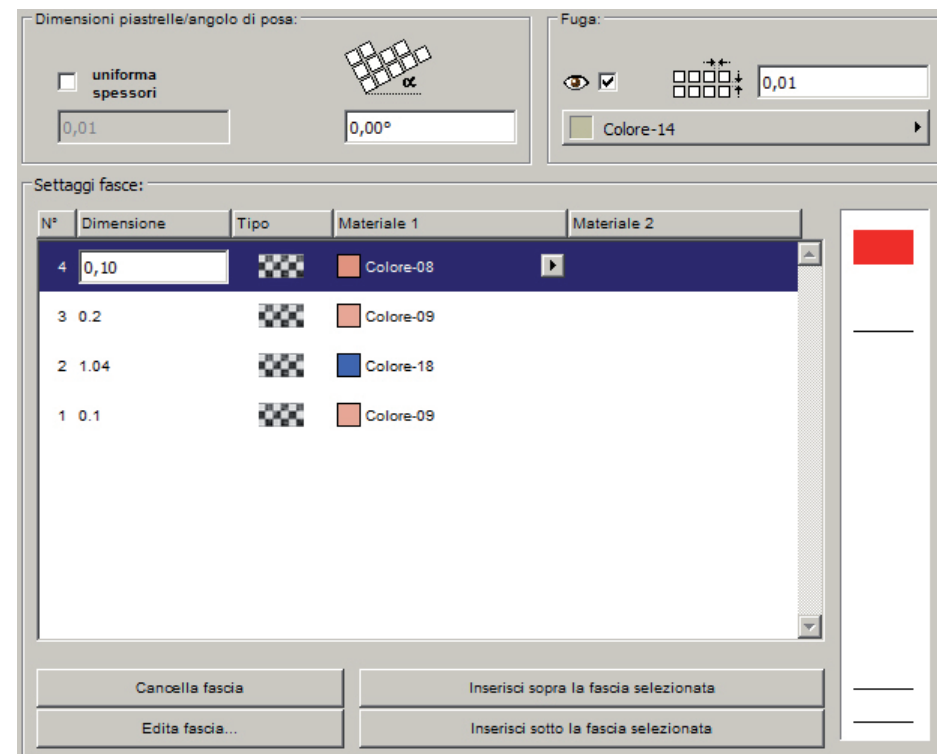 Dimensioni piastrelle/angolo di posa:
uniforma
spessori
α
0,01
0,00°
Fuga:
0,01
Colore-14
Settaggi fasce:
N° Dimensione Tipo Materiale 1 Materiale 2
4 0,10 Colore-08
3 0.2 Colore-09
2 1.04 Colore-18
1 0.1 Colore-09
Cancella fascia Inserisci sopra la fascia selezionata
Edita fascia... Inserisci sotto la fascia selezionata